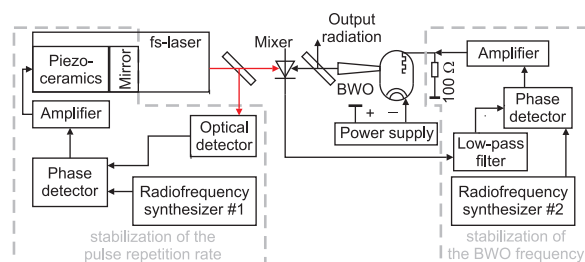 fs-laser
Piezo-
ceramics
Mirror
Mixer
Output
radiation
BWO
Amplifier
100 Ω
Amplifier
Optical
detector
+ −
Power supply
Phase
detector
Low-pass
filter
Phase
detector
Radiofrequency
synthesizer #1
Radiofrequency
synthesizer #2
stabilization of the
pulse repetition rate
stabilization of
the BWO frequency